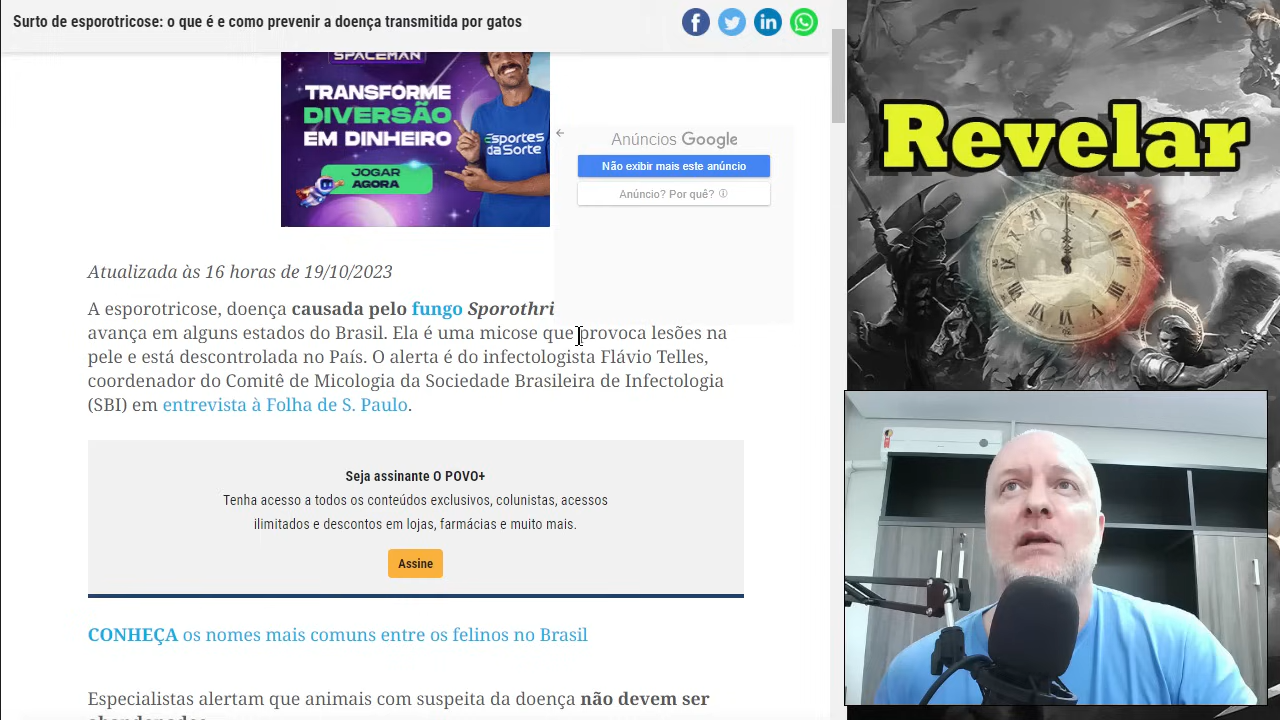 Surto de esporotricose: o que é e como prevenir a doença transmitida por gatos
SPACEMAN
TRANSFORME
DIVERSÃO
EM DINHEIRO
JOGAR
AGORA
Esportes
da Sorte
Anúncios Google
Não exibir mais este anúncio
Anúncio? Por quê?
Revelar
Atualizada às 16 horas de 19/10/2023
A esporotricose, doença causada pelo fungo Sporothri
avança em alguns estados do Brasil. Ela é uma micose que provoca lesões na
pele e está descontrolada no País. O alerta é do infectologista Flávio Telles,
coordenador do Comitê de Micologia da Sociedade Brasileira de Infectologia
(SBI) em entrevista à Folha de S. Paulo.
Seja assinante O POVO+
Tenha acesso a todos os conteúdos exclusivos, colunistas, acessos
ilimitados e descontos em lojas, farmácias e muito mais.
Assine
CONHEÇA os nomes mais comuns entre os felinos no Brasil
Especialistas alertam que animais com suspeita da doença não devem ser